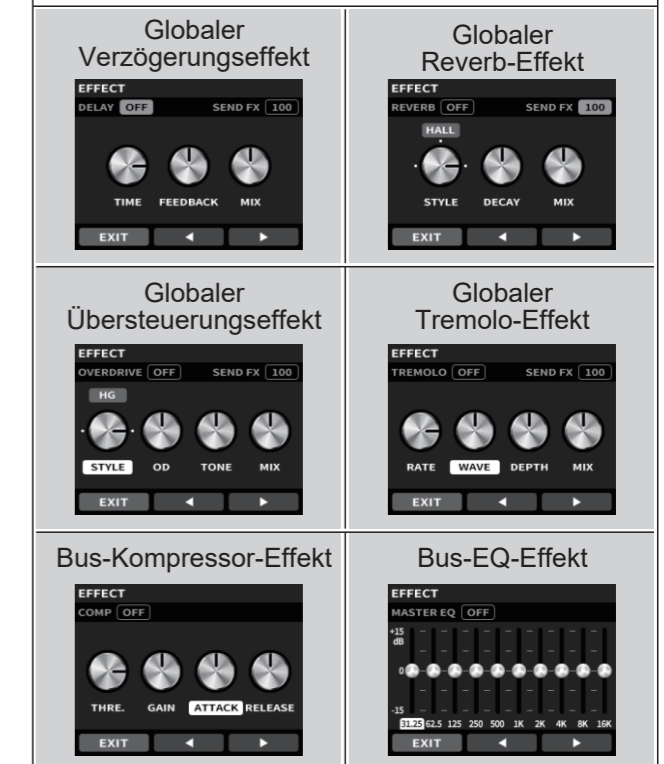 Globaler
Verzögerungseffekt
EFFECT
DELAY OFF SEND FX 100
TIME FEEDBACK MIX
EXIT ◀ ▶
Globaler
Reverb-Effekt
EFFECT
REVERB OFF SEND FX 100
HALL
STYLE DECAY MIX
EXIT ◀ ▶
Globaler
Übersteuerungseffekt
EFFECT
OVERDRIVE OFF SEND FX 100
HG
STYLE OD TONE MIX
EXIT ◀ ▶
Globaler
Tremolo-Effekt
EFFECT
TREMOLO OFF SEND FX 100
RATE WAVE DEPTH MIX
EXIT ◀ ▶
Bus-Kompressor-Effekt
EFFECT
COMP OFF
THRE. GAIN ATTACK RELEASE
EXIT ◀ ▶
Bus-EQ-Effekt
EFFECT
MASTER EQ OFF
+15
dB
0
-15
31.25 62.5 125 250 500 1K 2K 4K 8K 16K
EXIT ◀ ▶